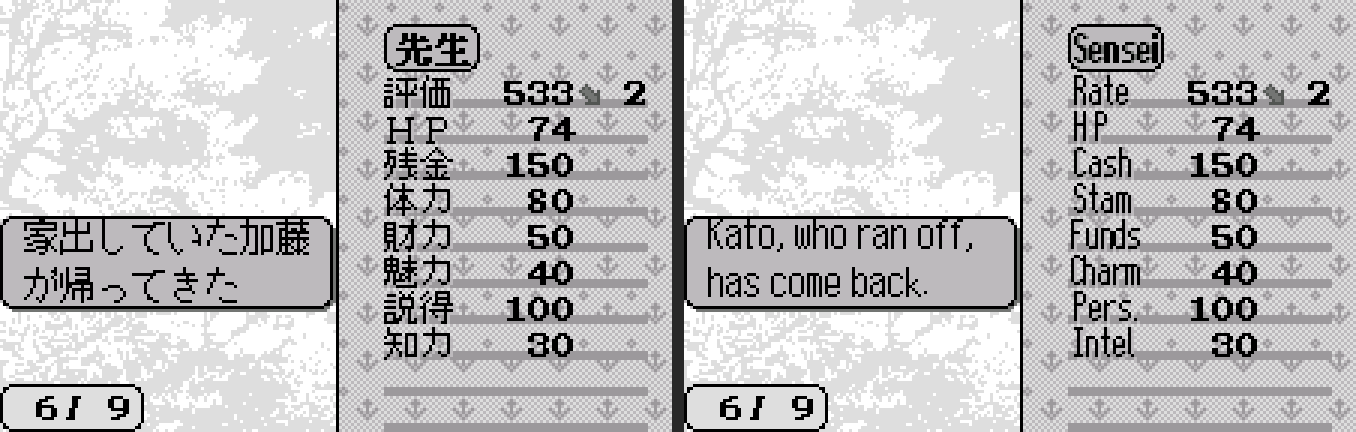 家出していた加藤
が帰ってきた
6/ 9
先生
評価 533 2
HP 74
残金 150
体力 80
財力 50
魅力 40
説得 100
知力 30
Kato, who ran off,
has come back.
6/ 9
Sensei
Rate 533 2
HP 74
Cash 150
Stam 80
Funds 50
Charm 40
Pers. 100
Intel 30